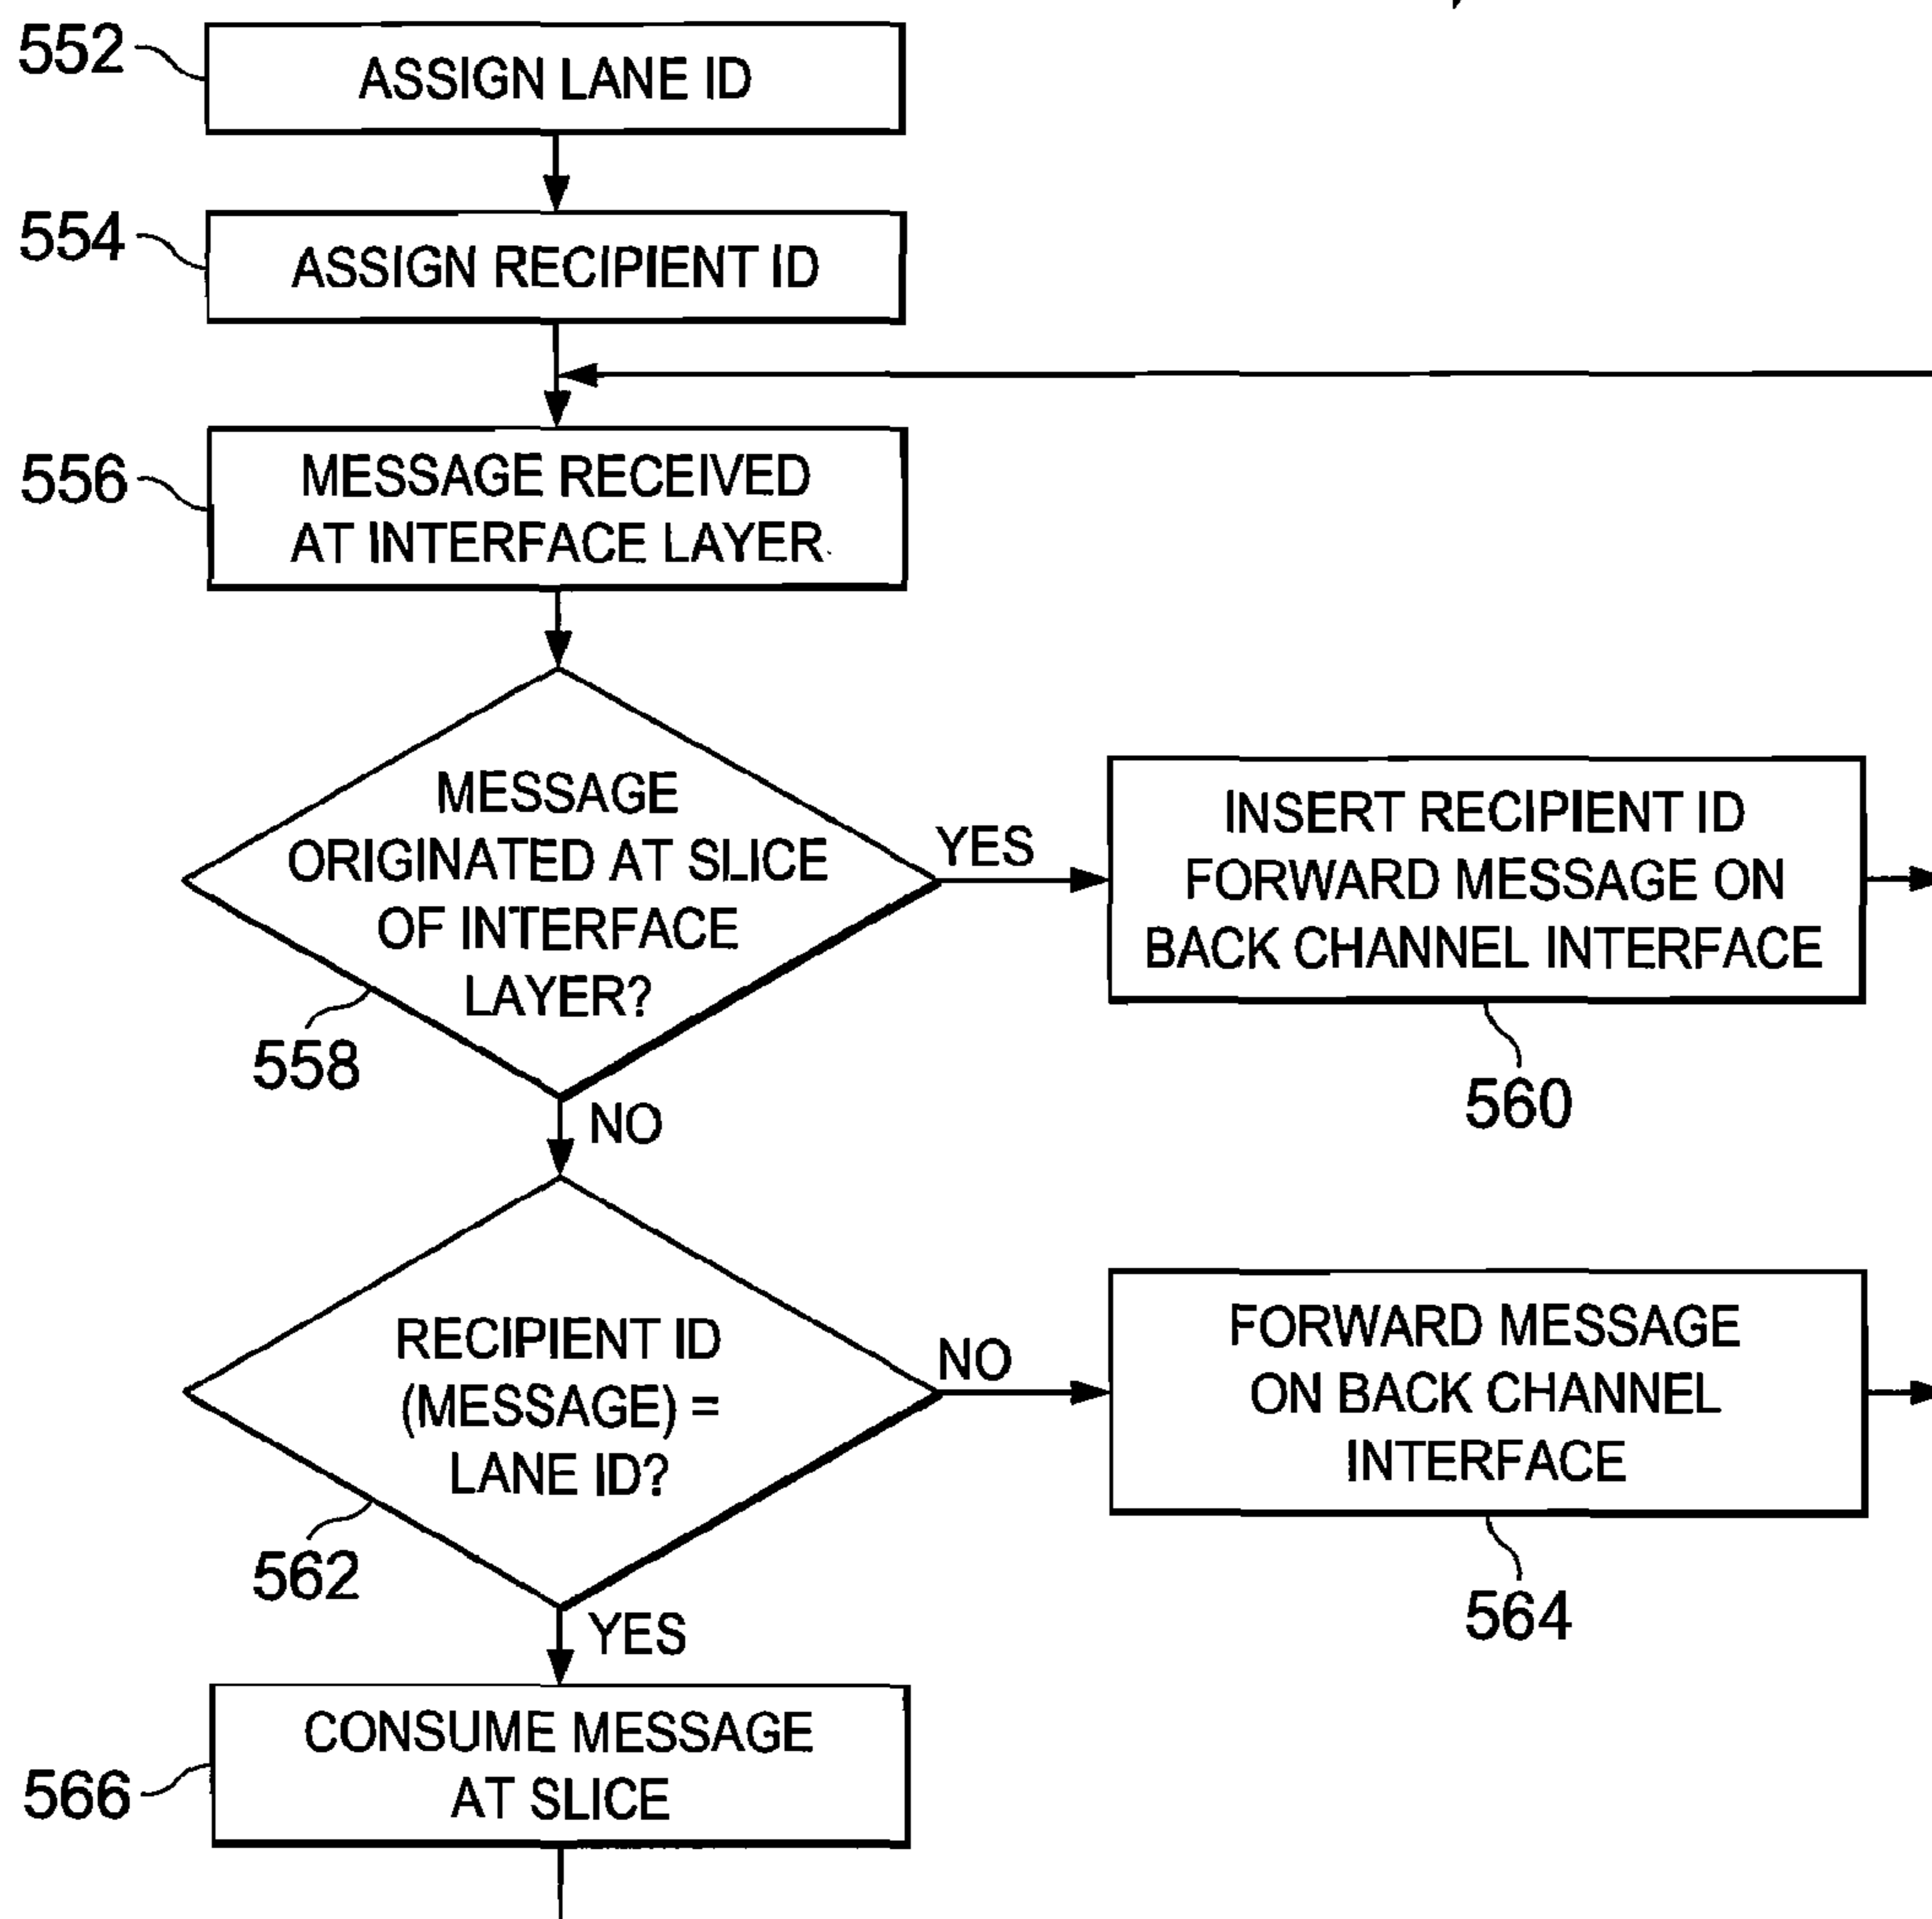 552
ASSIGN LANE ID
554
ASSIGN RECIPIENT ID
556
MESSAGE RECEIVED
AT INTERFACE LAYER
MESSAGE
ORIGINATED AT SLICE
OF INTERFACE
LAYER?
558
YES
INSERT RECIPIENT ID
FORWARD MESSAGE ON
BACK CHANNEL INTERFACE
560
NO
RECIPIENT ID
(MESSAGE) =
LANE ID?
562
NO
FORWARD MESSAGE
ON BACK CHANNEL
INTERFACE
564
YES
CONSUME MESSAGE
AT SLICE
566